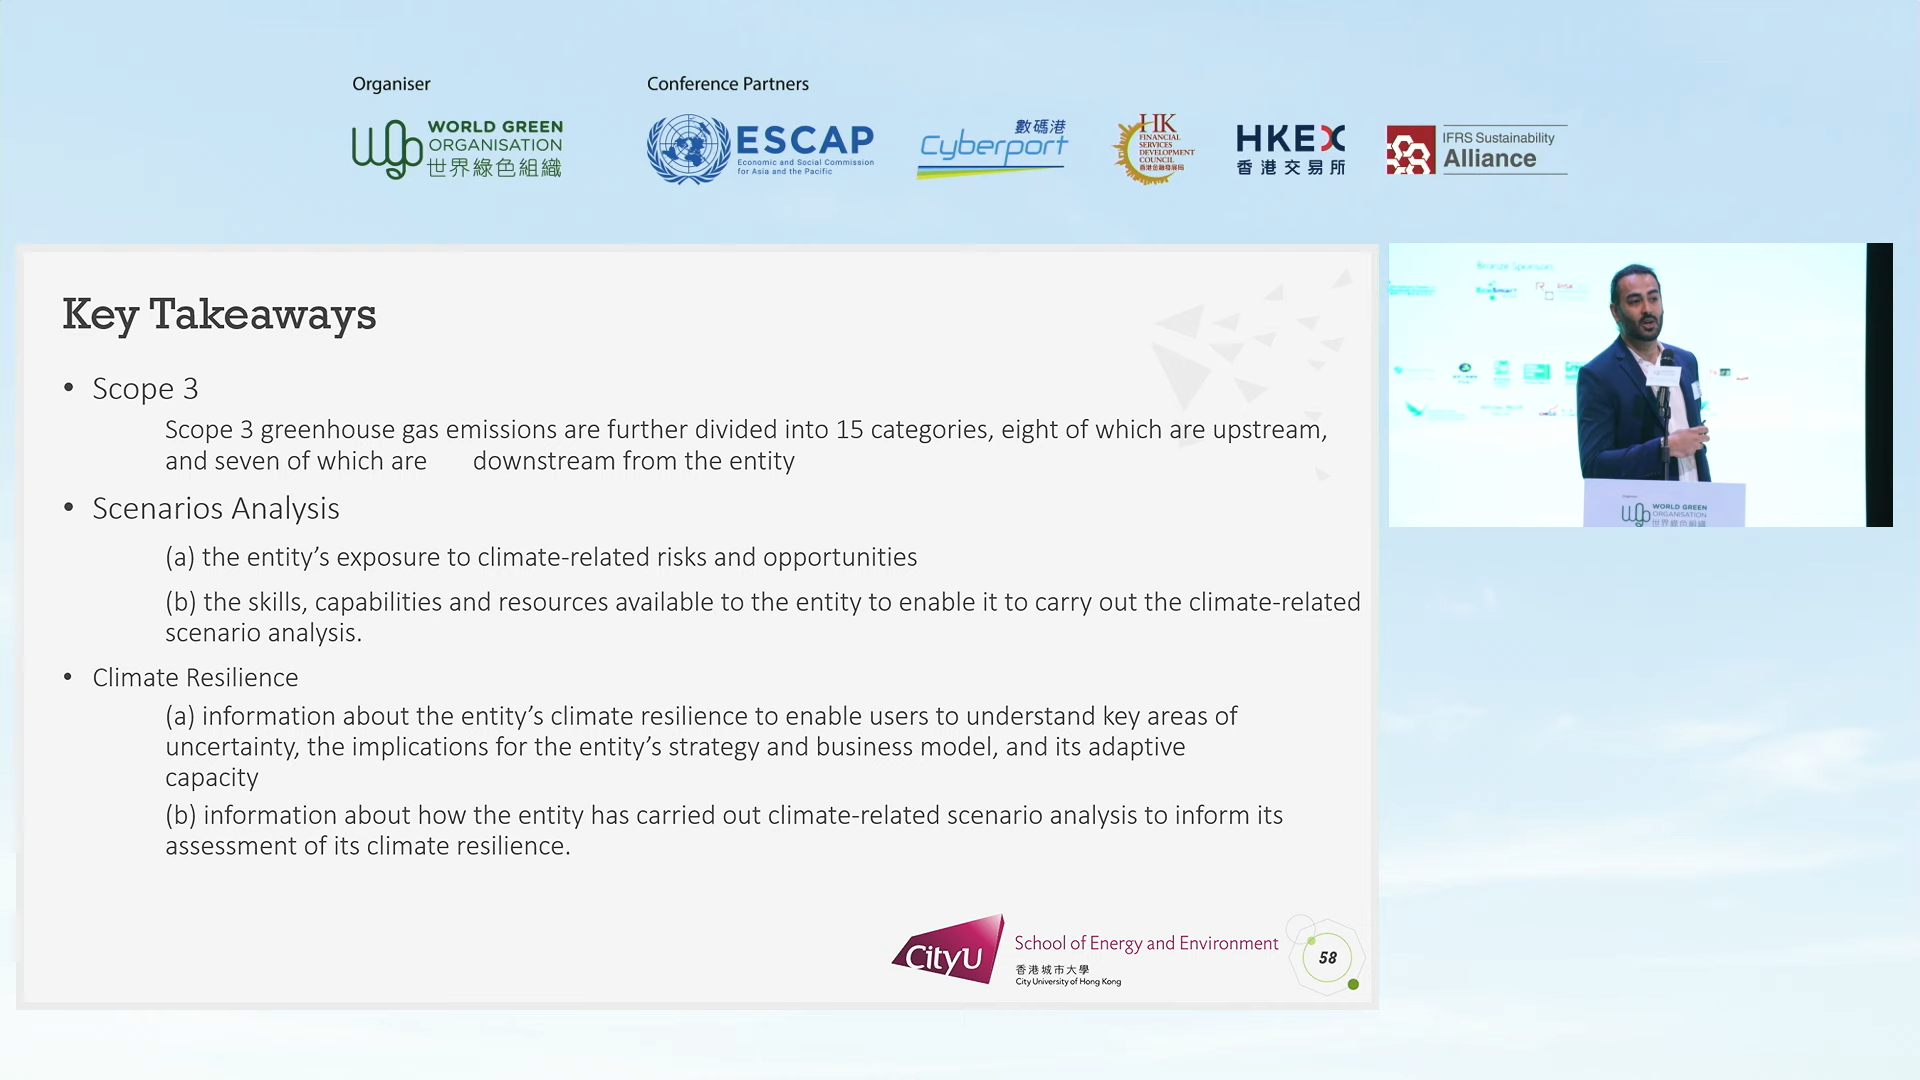 Organiser
Conference Partners
WORLD GREEN
ORGANISATION
世界綠色組織
ESCAP
Economic and Social Commission
for Asia and the Pacific
數碼港
Cyberport
HK
FINANCIAL
SERVICES
DEVELOPMENT
COUNCIL
香港金融發展局
HKEX
香港交易所
IFRS Sustainability
Alliance
Key Takeaways
• Scope 3
Scope 3 greenhouse gas emissions are further divided into 15 categories, eight of which are upstream,
and seven of which are downstream from the entity
• Scenarios Analysis
(a) the entity’s exposure to climate-related risks and opportunities
(b) the skills, capabilities and resources available to the entity to enable it to carry out the climate-related
scenario analysis.
• Climate Resilience
(a) information about the entity’s climate resilience to enable users to understand key areas of
uncertainty, the implications for the entity’s strategy and business model, and its adaptive
capacity
(b) information about how the entity has carried out climate-related scenario analysis to inform its
assessment of its climate resilience.
CityU
School of Energy and Environment
香港城市大學
City University of Hong Kong
58
Bronze Sponsors
WORLD GREEN
ORGANISATION
世界綠色組織